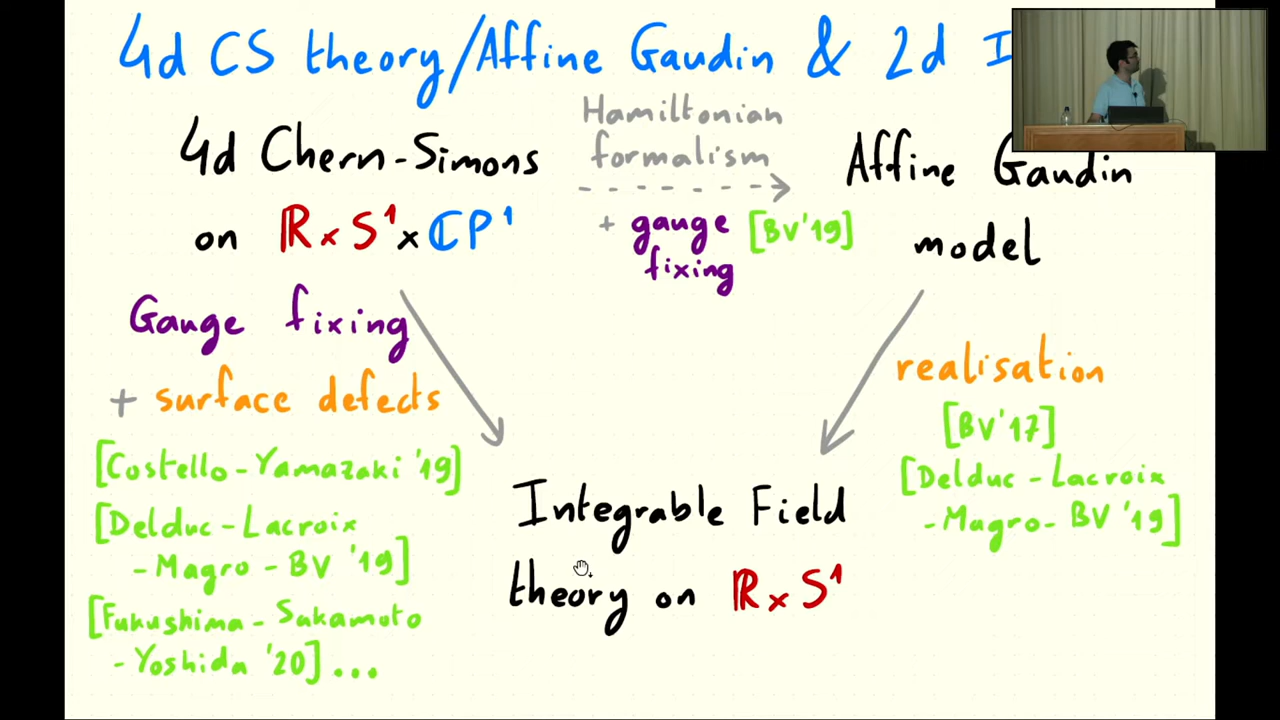 4d CS theory/Affine Gaudin & 2d I
Hamiltonian
formalism
+ gauge
fixing
[BV'19]
4d Chern-Simons
on ℝ×S¹×ℂP¹
Affine Gaudin
model
Gauge fixing
+ surface defects
[Costello-Yamazaki '19]
[Delduc-Lacroix
-Magro-BV '19]
[Fukushima-Sakamoto
-Yoshida '20]...
realisation
[BV'17]
[Delduc-Lacroix
-Magro-BV '19]
Integrable Field
theory on ℝ×S¹